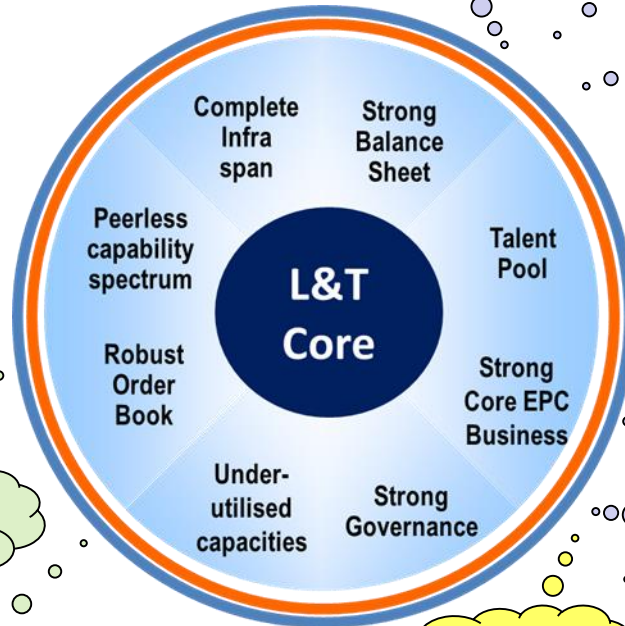 Complete
Infra
span
Strong
Balance
Sheet
Peerless
capability
spectrum
Talent
Pool
L&T
Core
Robust
Order
Book
Strong
Core EPC
Business
Under-
utilised
capacities
Strong
Governance